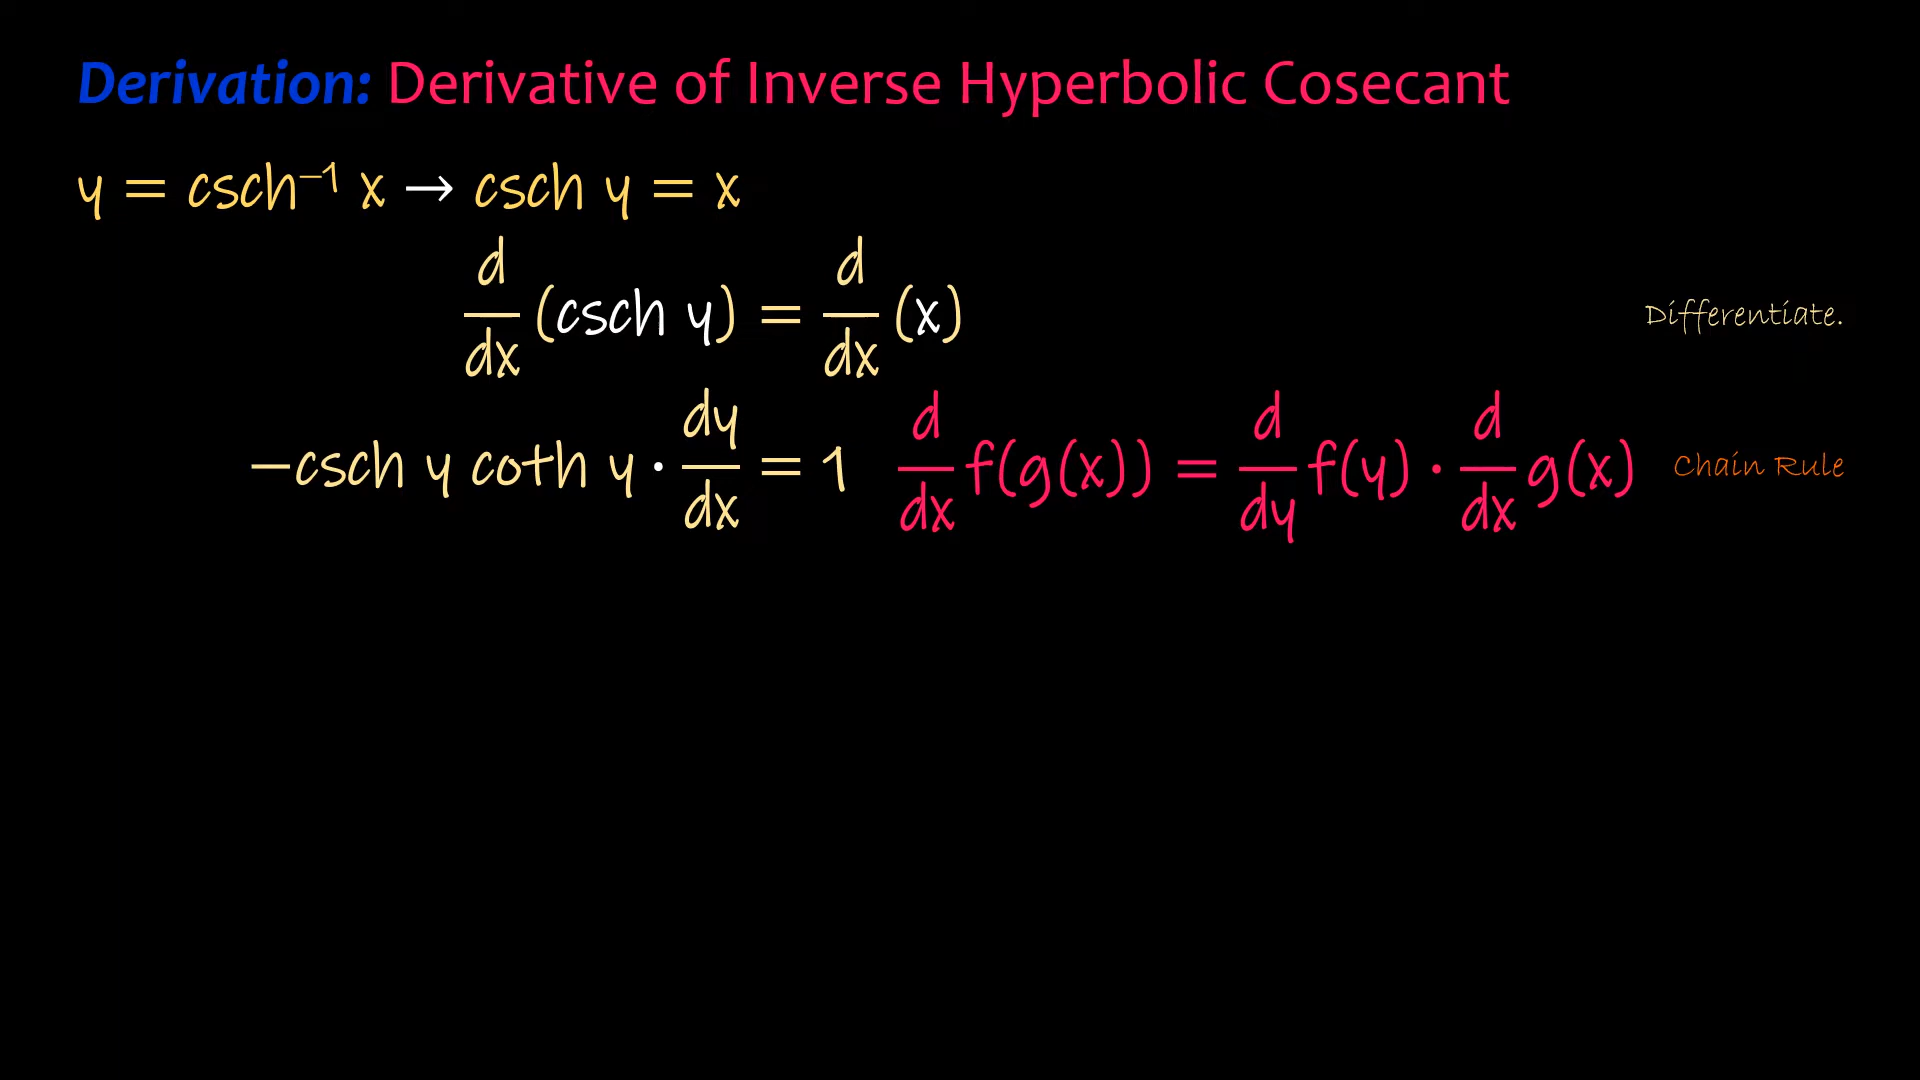 Derivation: Derivative of Inverse Hyperbolic Cosecant
y = csch⁻¹ x → csch y = x
d/dx (csch y) = d/dx (x) Differentiate.
−csch y coth y · dy/dx = 1 d/dx f(g(x)) = d/dy f(y) · d/dx g(x) Chain Rule